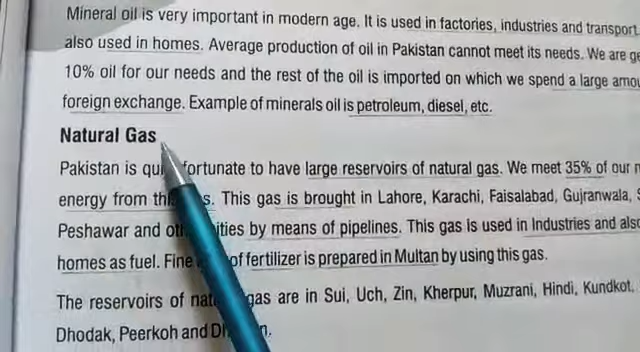 Mineral oil is very important in modern age. It is used in factories, industries and transport
also used in homes. Average production of oil in Pakistan cannot meet its needs. We are
10% oil for our needs and the rest of the oil is imported on which we spend a large
foreign exchange. Example of minerals oil is petroleum, diesel, etc.
Natural Gas
Pakistan is fortunate to have large reservoirs of natural gas. We meet 35% of our
energy from this This gas is brought in Lahore, Karachi, Faisalabad, Gujranwala,
Peshawar and by means of pipelines. This gas is used in Industries and also
homes as fuel. Fine of fertilizer is prepared in Multan by using this gas.
The reservoirs of gas are in Sui, Uch, Zin, Kherpur, Muzrani, Hindi, Kundkot,
Dhodak, Peerkoh and